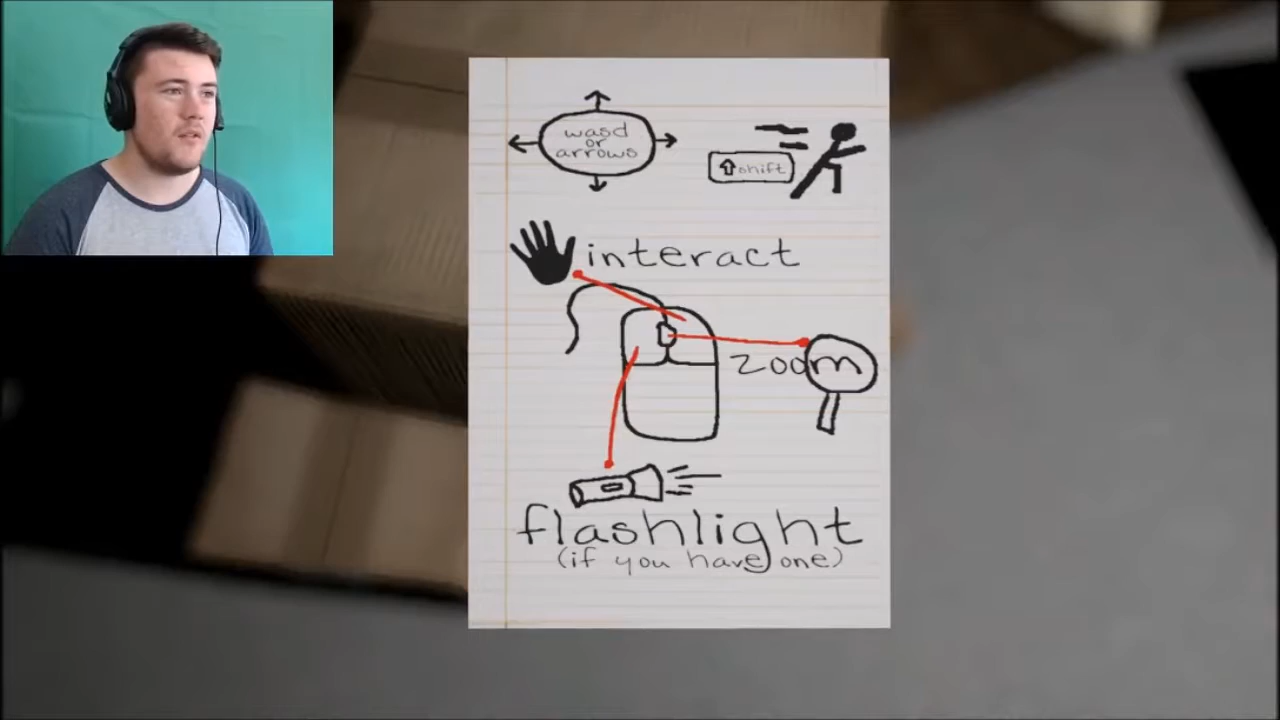 wasd
or
arrows
shift
interact
zoom
flashlight
(if you have one)